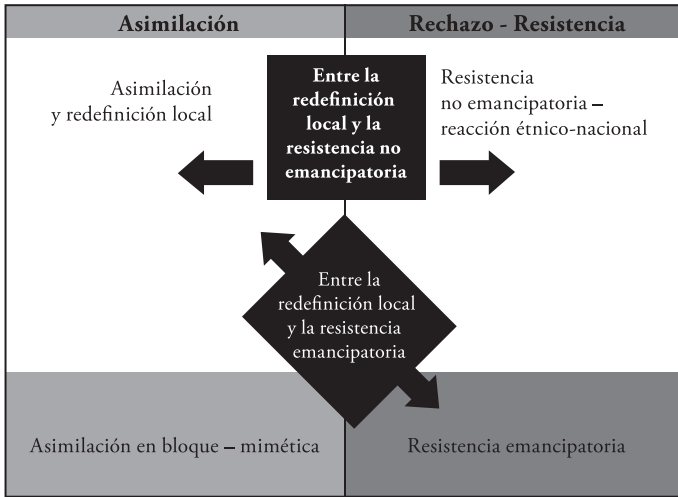 Asimilación
Rechazo - Resistencia
Asimilación
y redefinición local
Entre la
redefinición
local y la
resistencia no
emancipatoria
Resistencia
no emancipatoria –
reacción étnico-nacional
Entre la
redefinición local
y la resistencia
emancipatoria
Asimilación en bloque – mimética
Resistencia emancipatoria